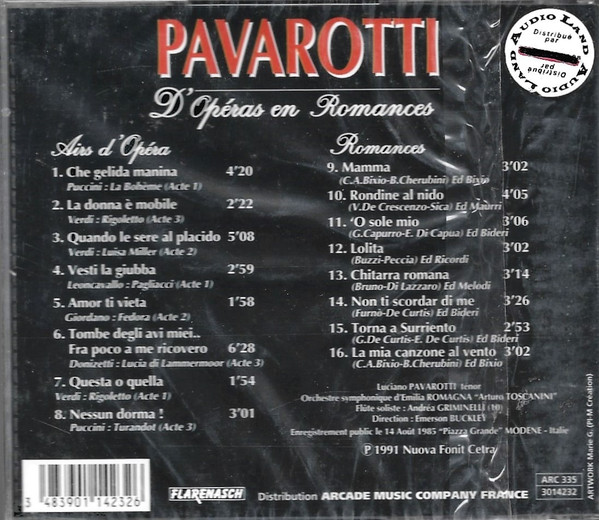 PAVAROTTI
D'Opéras en Romances
Airs d'Opéra
1. Che gelida manina 4'20
Puccini : La Bohème (Acte 1)
2. La donna è mobile 2'22
Verdi : Rigoletto (Acte 3)
3. Quando le sere al placido 5'08
Verdi : Luisa Miller (Acte 2)
4. Vesti la giubba 2'59
Leoncavallo : Pagliacci (Acte 1)
5. Amor ti vieta 1'58
Giordano : Fedora (Acte 2)
6. Tombe degli avi miei..
Fra poco a me ricovero 6'28
Donizetti : Lucia di Lammermoor (Acte 3)
7. Questa o quella 1'54
Verdi : Rigoletto (Acte 1)
8. Nessun dorma ! 3'01
Puccini : Turandot (Acte 3)
Romances
9. Mamma 3'02
(C.A.Bixio-B.Cherubini) Ed Bixio
10. Rondine al nido 4'05
(V.De Crescenzo-Sica) Ed Maurri
11. 'O sole mio 3'06
(G.Capurro-E. Di Capua) Ed Bideri
12. Lolita 3'02
(Buzzi-Peccia) Ed Ricordi
13. Chitarra romana 3'14
(Bruno-Di Lazzaro) Ed Melodi
14. Non ti scordar di me 3'26
(Furnò-De Curtis) Ed Bideri
15. Torna a Surriento 2'53
(G.De Curtis-E. De Curtis) Ed Bideri
16. La mia canzone al vento 3'02
(C.A.Bixio-B.Cherubini) Ed Bixio
Luciano PAVAROTTI tenor
Orchestre symphonique d'Emilia ROMAGNA "Arturo TOSCANINI"
Flûte soliste : Andréa GRIMINELLI (10)
Direction : Emerson BUCKLEY
Enregistrement public le 14 Août 1985 "Piazza Grande" MODENE - Italie
℗ 1991 Nuova Fonit Cetra
AUDIO LAND AUDIO LAND
Distribué
par
Distribué
par
3 483901 142326
FLARENASCH
Distribution ARCADE MUSIC COMPANY FRANCE
ARC 335
3014232
ARTWORK Marie G. (PI-M Création)